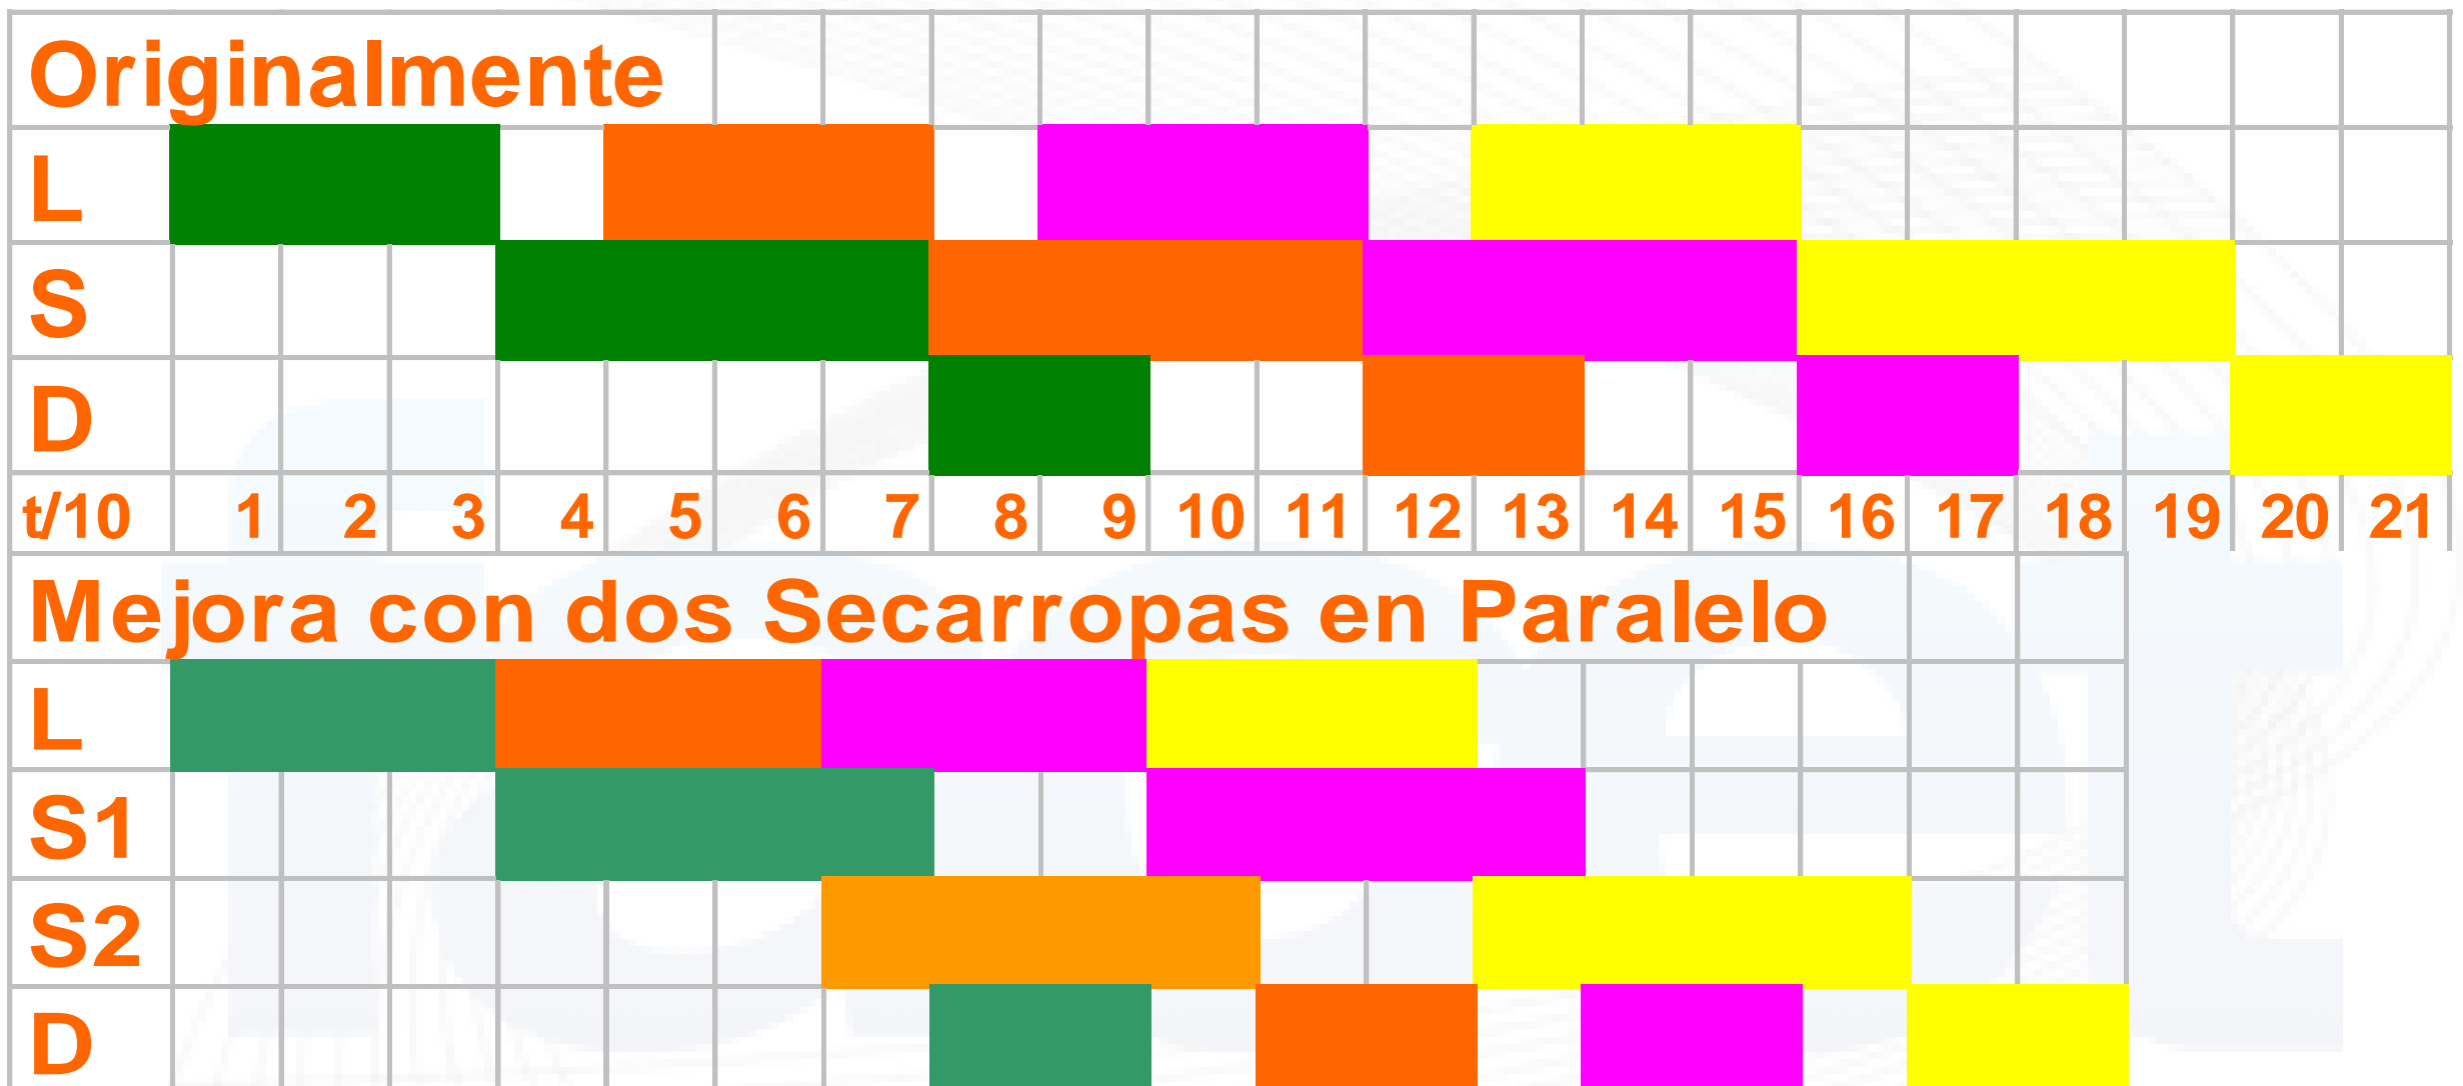 Originalmente
L
S
D
t/10 1 2 3 4 5 6 7 8 9 10 11 12 13 14 15 16 17 18 19 20 21
Mejora con dos Secarropas en Paralelo
L
S1
S2
D